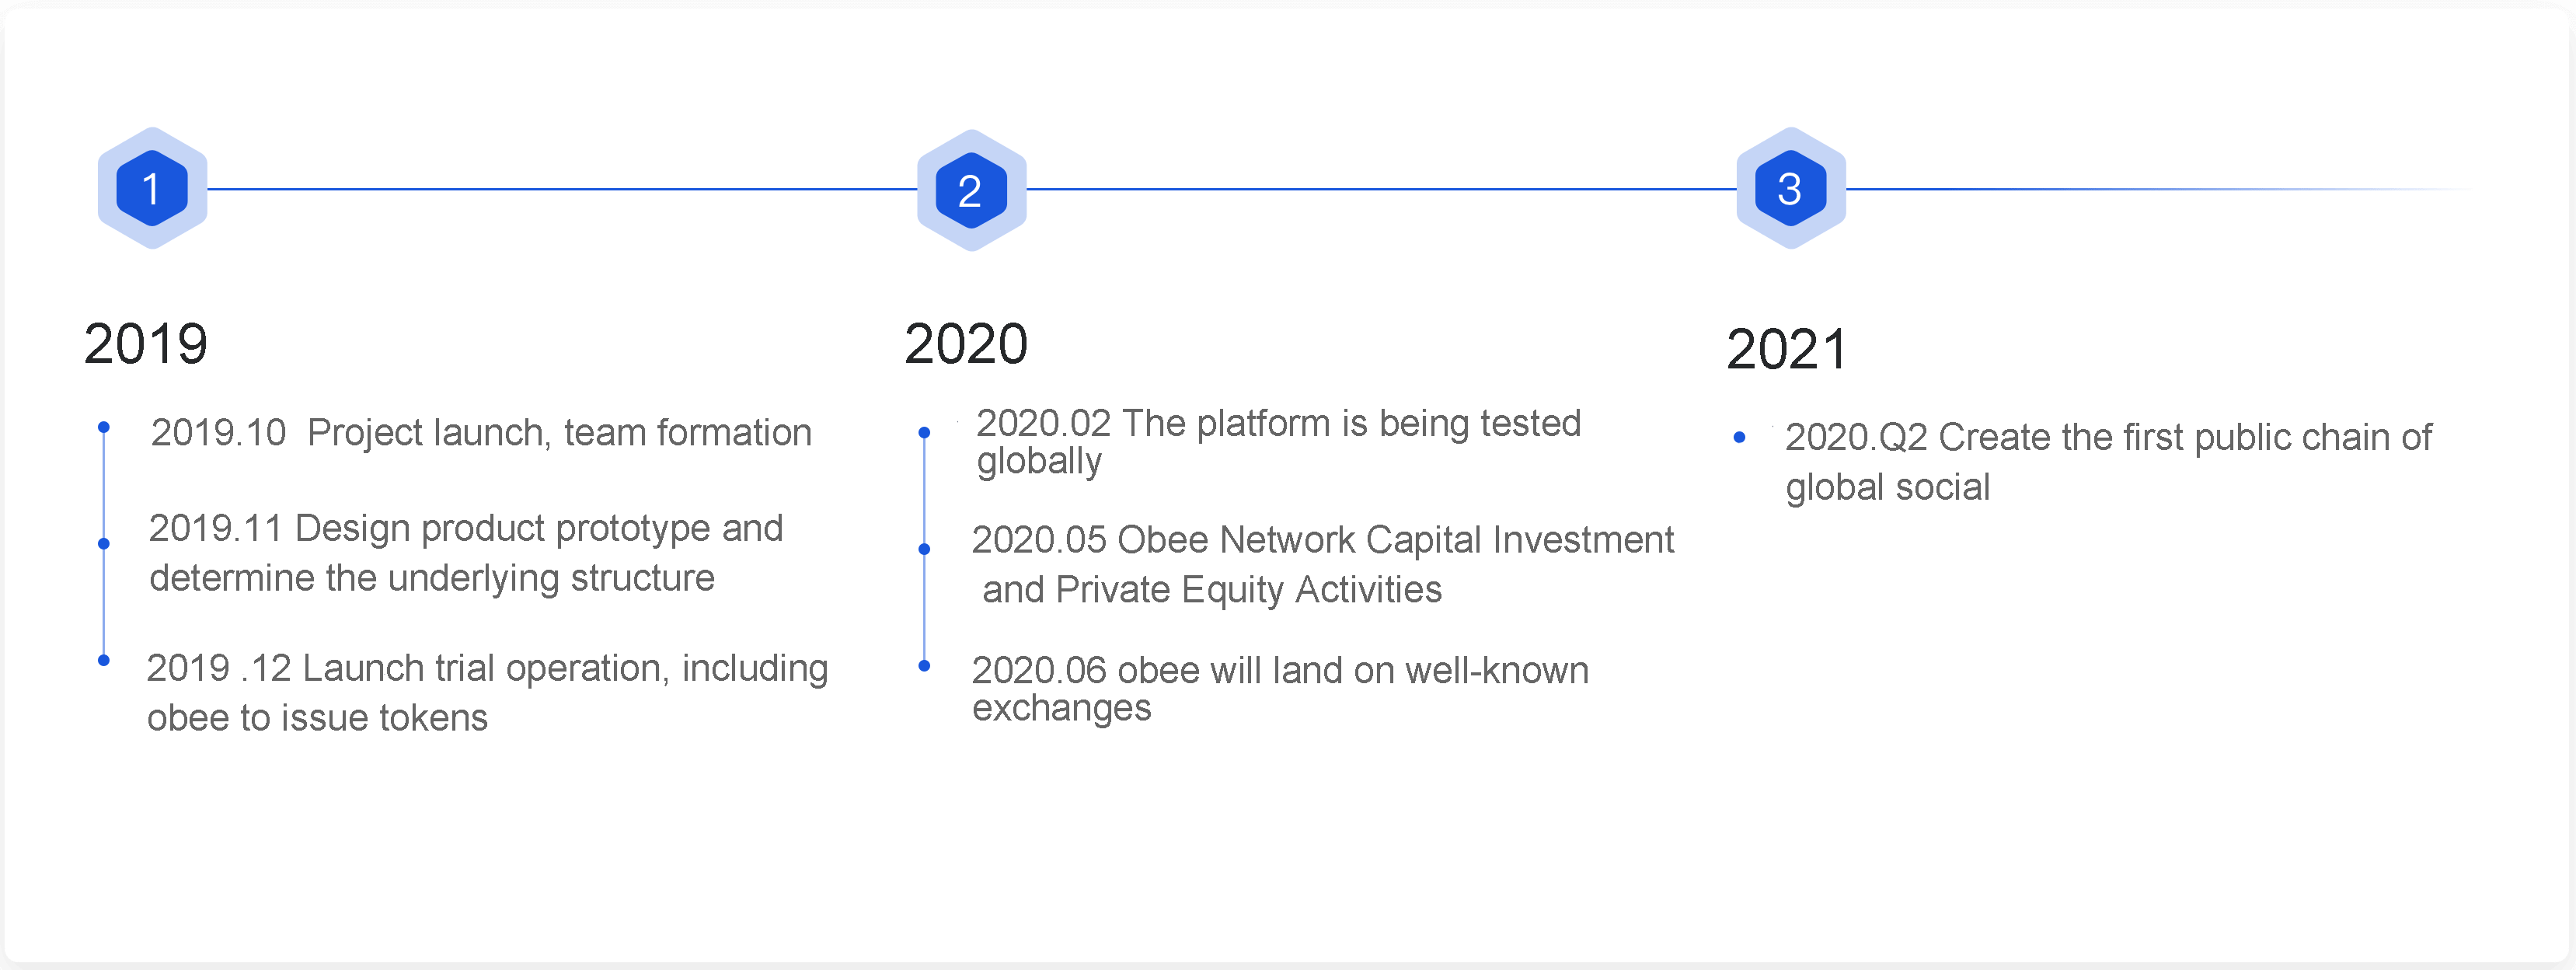 1
2
3
2019
2019.10 Project launch, team formation
2019.11 Design product prototype and
determine the underlying structure
2019 .12 Launch trial operation, including
obee to issue tokens
2020
2020.02 The platform is being tested
globally
2020.05 Obee Network Capital Investment
and Private Equity Activities
2020.06 obee will land on well-known
exchanges
2021
2020.Q2 Create the first public chain of
global social